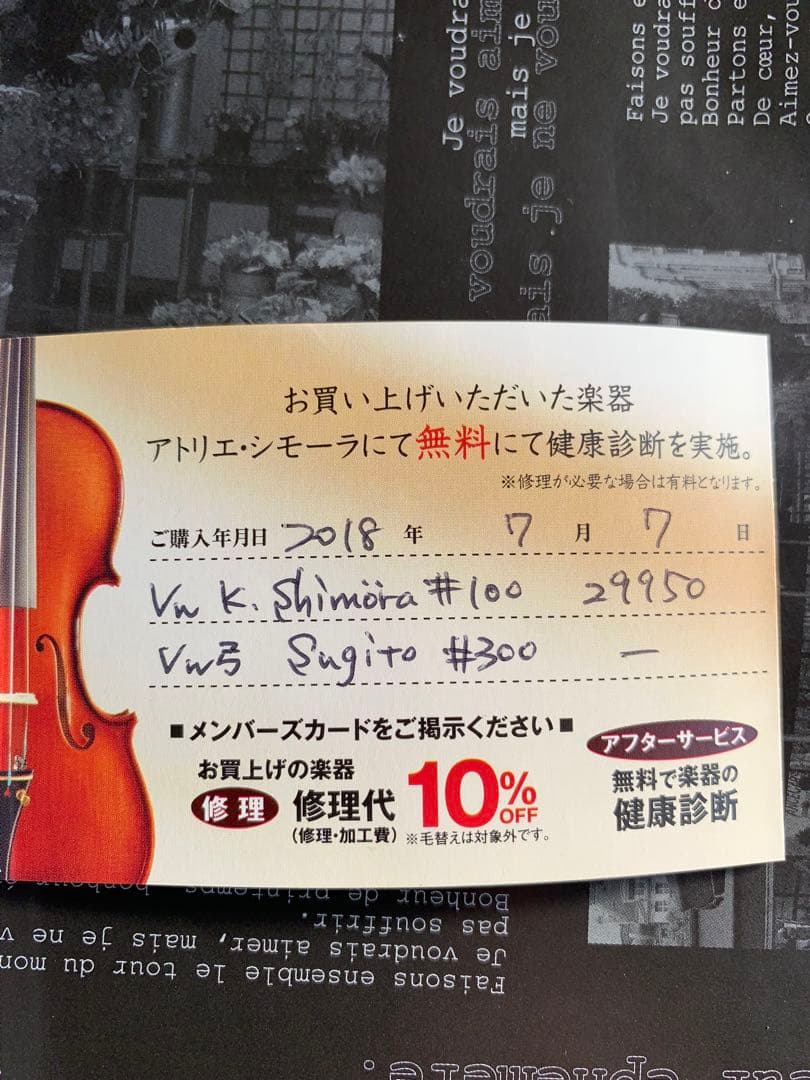 Je voudra
mais je
voudrais aim
ais je ne vou
Faisons e
Je voudra
pas souff
Bonheur
Partons e
De cœur,
Aimez-vou
お買い上げいただいた楽器
アトリエ・シモーラにて無料にて健康診断を実施。
※修理が必要な場合は有料となります。
ご購入年月日 2018 年 7 月 7 日
Vn K. Shimora #100 29950
Vn弓 Sugito #300 —
■メンバーズカードをご掲示ください■
お買上げの楽器
修理 修理代 10%OFF
(修理・加工費) ※毛替えは対象外です。
アフターサービス
無料で楽器の
健康診断
Faisons ensemble le tour du mon
Je voudrais aimer, mais je ne v
pas souffrir.
Bonheur de printemps, bonheur
éphémère.